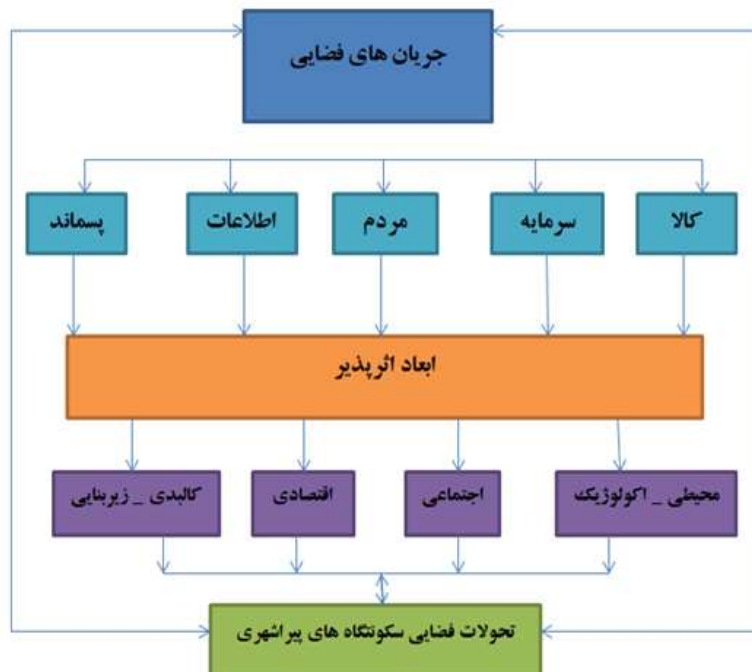 جریان های فضایی
کالا
سرمایه
مردم
اطلاعات
پسماند
ابعاد اثرپذیر
محیطی _ اکولوژیک
اجتماعی
اقتصادی
کالبدی _ زیربنایی
تحولات فضایی سکونتگاه های پیراشهری